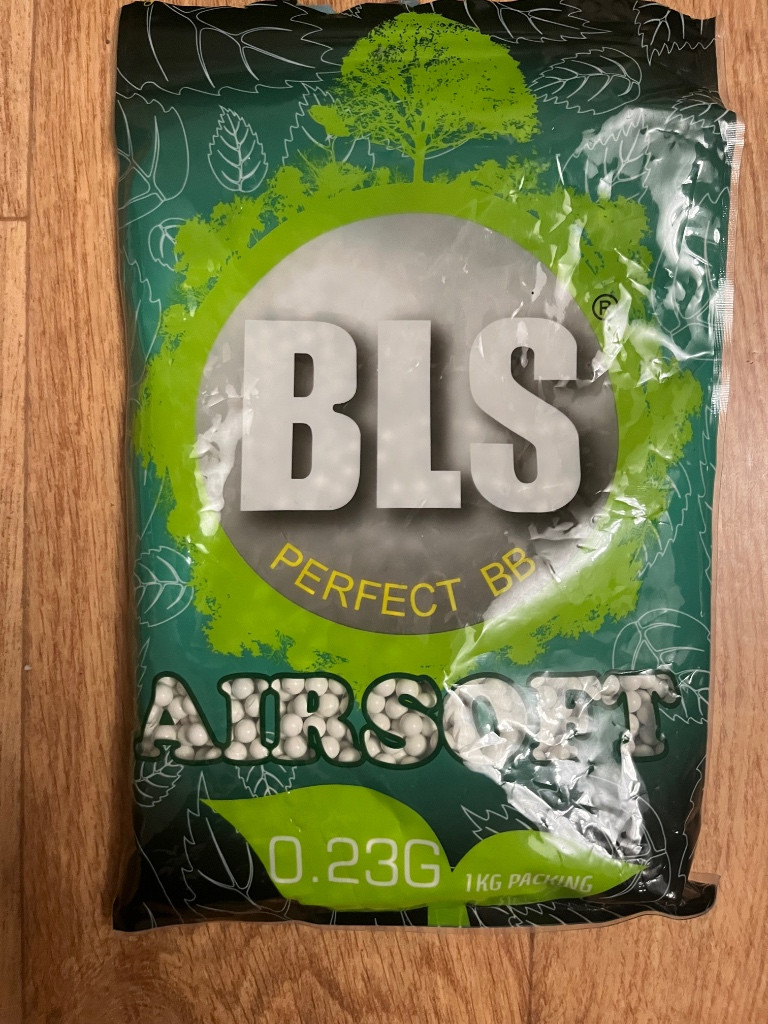 BLS
®
PERFECT BB
AIRSOFT
0.23G
1KG PACKING